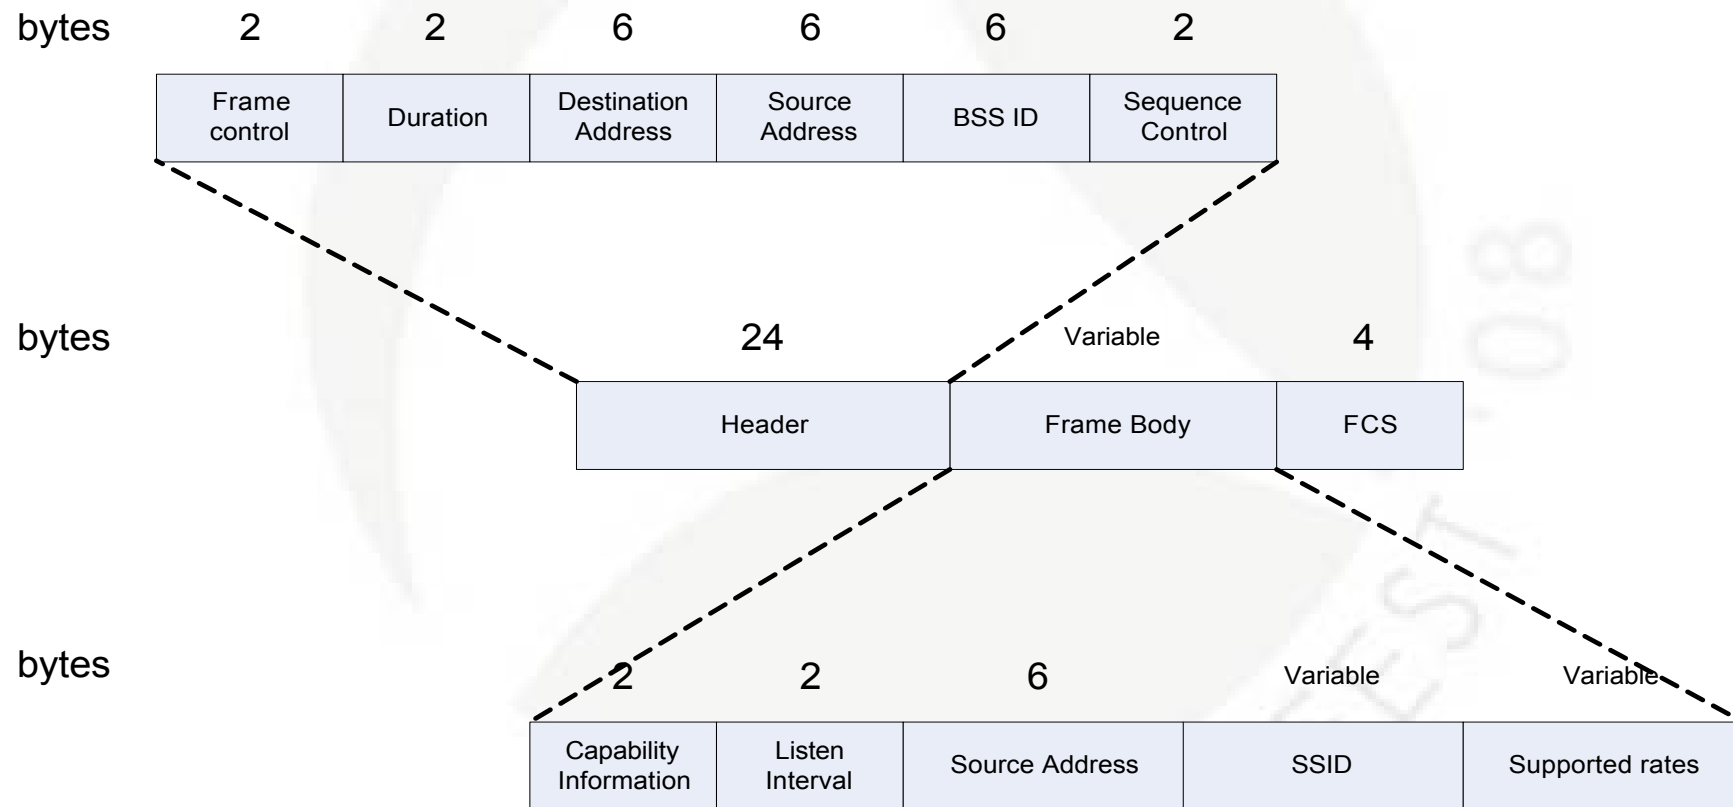 bytes 2 2 6 6 6 2
Frame control
Duration
Destination Address
Source Address
BSS ID
Sequence Control
bytes 24 Variable 4
Header Frame Body FCS
bytes 2 2 6 Variable Variable
Capability Information
Listen Interval
Source Address
SSID
Supported rates
EST '08